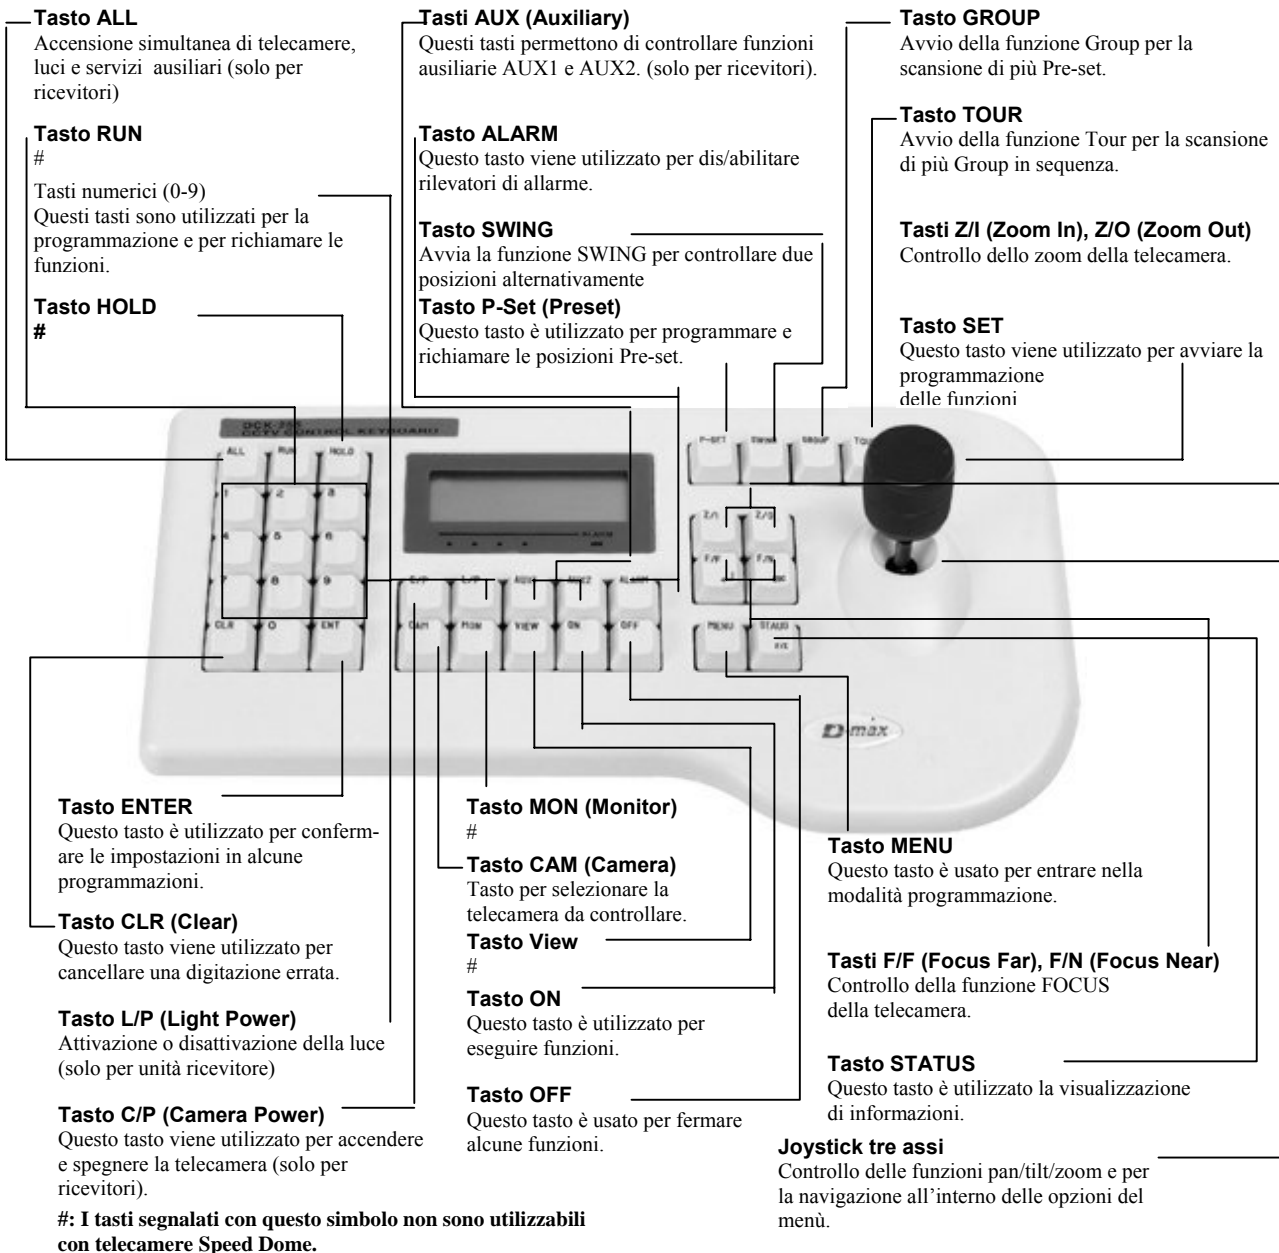 Tasto ALL
Accensione simultanea di telecamere,
luci e servizi ausiliari (solo per
ricevitori)
Tasto RUN
#
Tasti numerici (0-9)
Questi tasti sono utilizzati per la
programmazione e per richiamare le
funzioni.
Tasto HOLD
#
Tasti AUX (Auxiliary)
Questi tasti permettono di controllare funzioni
ausiliarie AUX1 e AUX2. (solo per ricevitori).
Tasto ALARM
Questo tasto viene utilizzato per dis/abilitare
rilevatori di allarme.
Tasto SWING
Avvia la funzione SWING per controllare due
posizioni alternativamente
Tasto P-Set (Preset)
Questo tasto è utilizzato per programmare e
richiamare le posizioni Pre-set.
Tasto GROUP
Avvio della funzione Group per la
scansione di più Pre-set.
Tasto TOUR
Avvio della funzione Tour per la scansione
di più Group in sequenza.
Tasti Z/I (Zoom In), Z/O (Zoom Out)
Controllo dello zoom della telecamera.
Tasto SET
Questo tasto viene utilizzato per avviare la
programmazione
delle funzioni
CCTV CONTROL KEYBOARD
ALL RUN HOLD
1 2 3
4 5 6
7 8 9
CLR 0 ENT
ALARM
C/P L/P AUX1 AUX2 ALARM
CAM MON VIEW ON OFF
P-SET SWING GROUP
Z/I Z/O
F/F F/N
MENU
D-max
Tasto ENTER
Questo tasto è utilizzato per conferm-
are le impostazioni in alcune
programmazioni.
Tasto CLR (Clear)
Questo tasto viene utilizzato per
cancellare una digitazione errata.
Tasto L/P (Light Power)
Attivazione o disattivazione della luce
(solo per unità ricevitore)
Tasto C/P (Camera Power)
Questo tasto viene utilizzato per accendere
e spegnere la telecamera (solo per
ricevitori).
#: I tasti segnalati con questo simbolo non sono utilizzabili
con telecamere Speed Dome.
Tasto MON (Monitor)
#
Tasto CAM (Camera)
Tasto per selezionare la
telecamera da controllare.
Tasto View
#
Tasto ON
Questo tasto è utilizzato per
eseguire funzioni.
Tasto OFF
Questo tasto è usato per fermare
alcune funzioni.
Tasto MENU
Questo tasto è usato per entrare nella
modalità programmazione.
Tasti F/F (Focus Far), F/N (Focus Near)
Controllo della funzione FOCUS
della telecamera.
Tasto STATUS
Questo tasto è utilizzato la visualizzazione
di informazioni.
Joystick tre assi
Controllo delle funzioni pan/tilt/zoom e per
la navigazione all'interno delle opzioni del
menù.